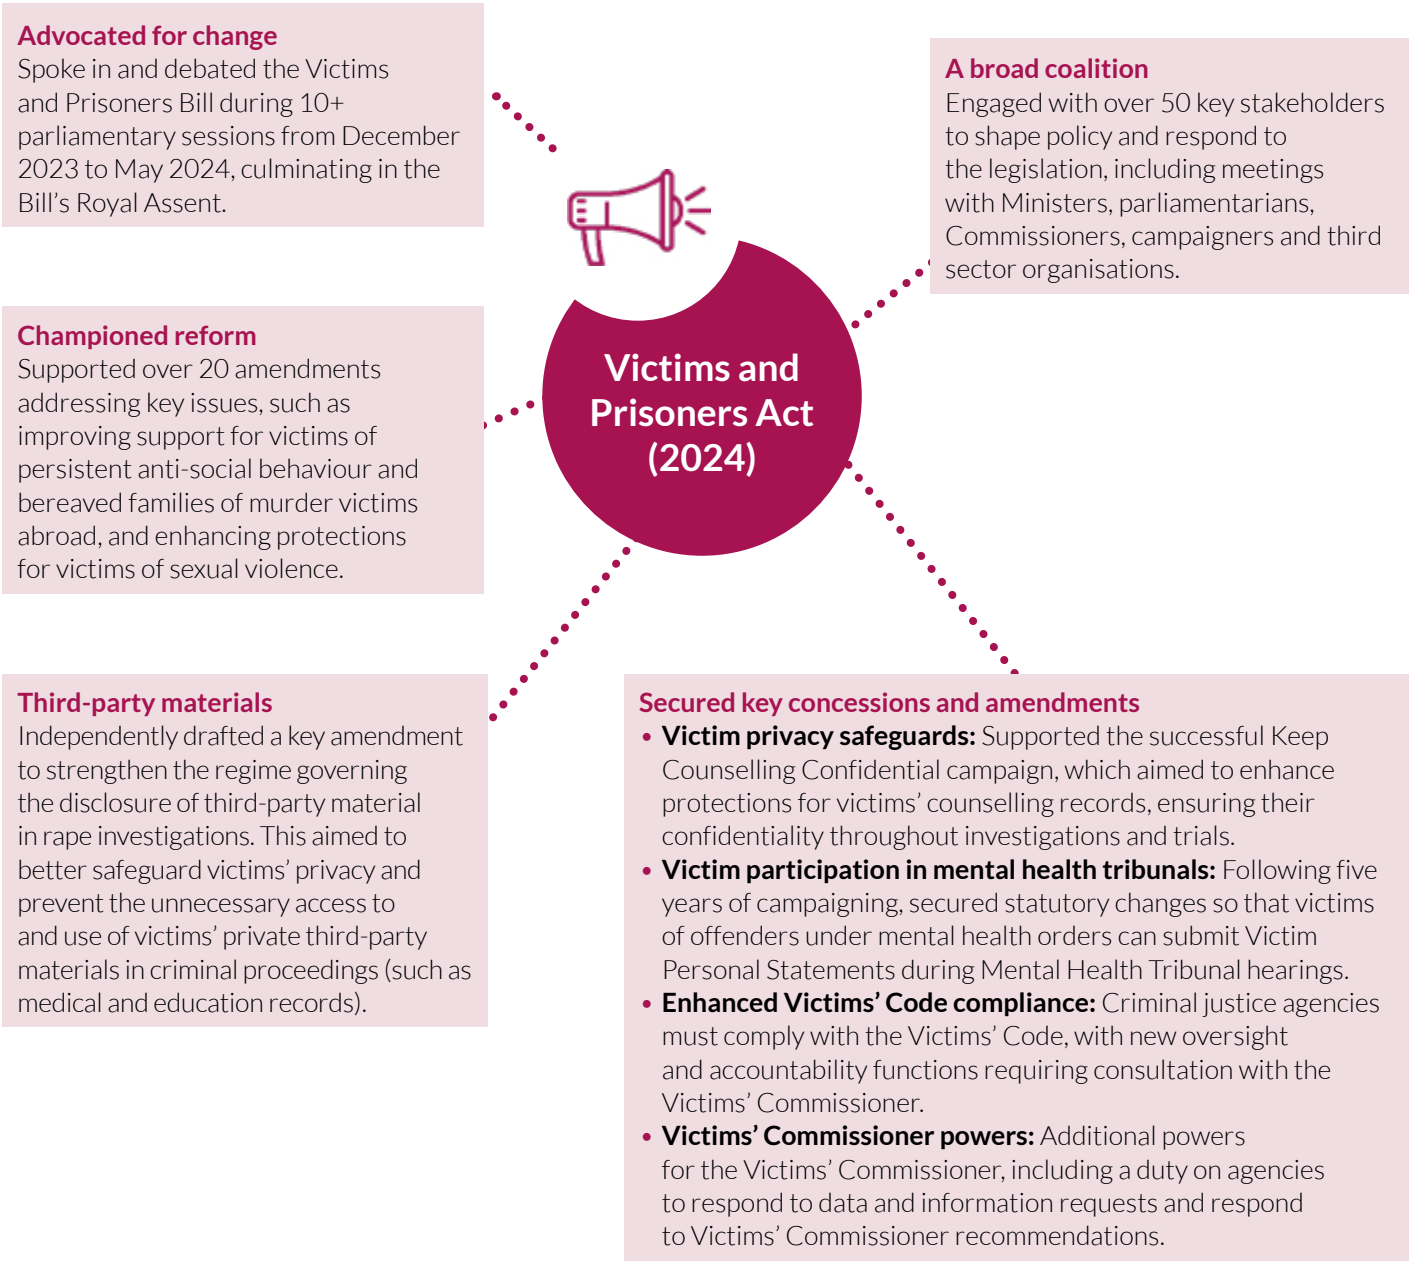 Advocated for change
Spoke in and debated the Victims
and Prisoners Bill during 10+
parliamentary sessions from December
2023 to May 2024, culminating in the
Bill’s Royal Assent.
A broad coalition
Engaged with over 50 key stakeholders
to shape policy and respond to
the legislation, including meetings
with Ministers, parliamentarians,
Commissioners, campaigners and third
sector organisations.
Championed reform
Supported over 20 amendments
addressing key issues, such as
improving support for victims of
persistent anti-social behaviour and
bereaved families of murder victims
abroad, and enhancing protections
for victims of sexual violence.
Victims and
Prisoners Act
(2024)
Third-party materials
Independently drafted a key amendment
to strengthen the regime governing
the disclosure of third-party material
in rape investigations. This aimed to
better safeguard victims’ privacy and
prevent the unnecessary access to
and use of victims’ private third-party
materials in criminal proceedings (such as
medical and education records).
Secured key concessions and amendments
• Victim privacy safeguards: Supported the successful Keep
Counselling Confidential campaign, which aimed to enhance
protections for victims’ counselling records, ensuring their
confidentiality throughout investigations and trials.
• Victim participation in mental health tribunals: Following five
years of campaigning, secured statutory changes so that victims
of offenders under mental health orders can submit Victim
Personal Statements during Mental Health Tribunal hearings.
• Enhanced Victims’ Code compliance: Criminal justice agencies
must comply with the Victims’ Code, with new oversight
and accountability functions requiring consultation with the
Victims’ Commissioner.
• Victims’ Commissioner powers: Additional powers
for the Victims’ Commissioner, including a duty on agencies
to respond to data and information requests and respond
to Victims’ Commissioner recommendations.